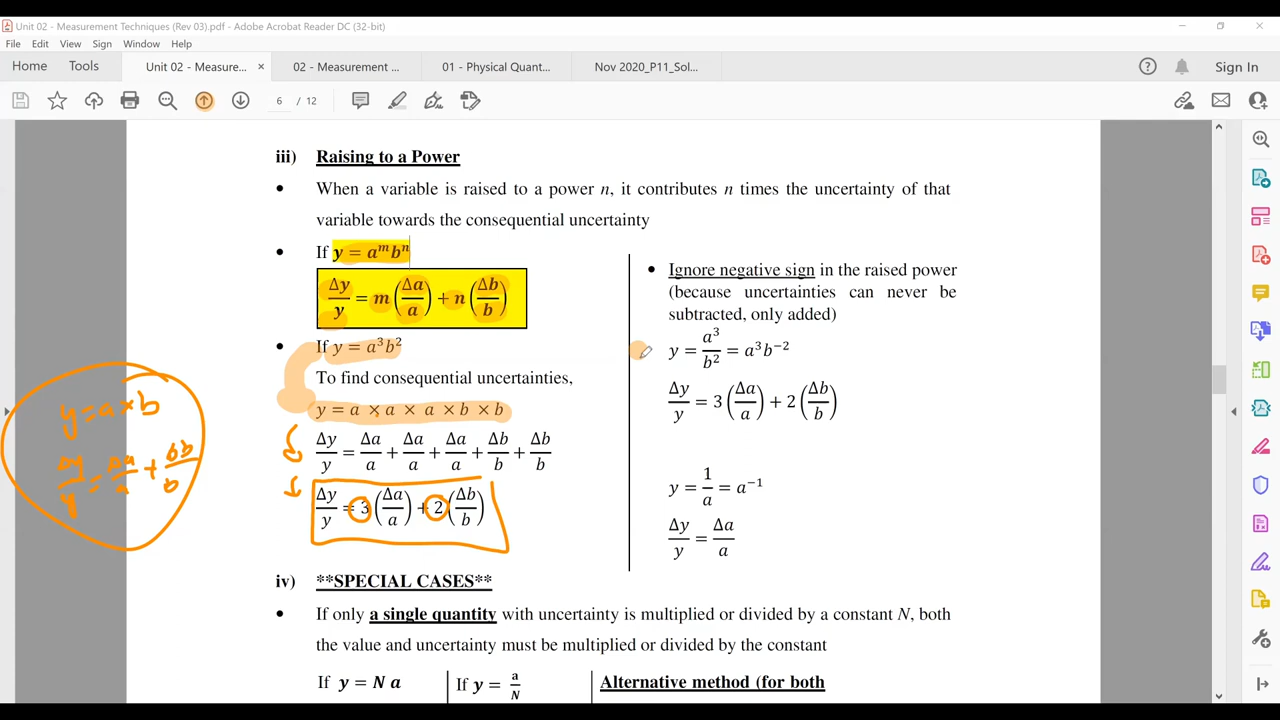 Unit 02 - Measurement Techniques (Rev 03).pdf - Adobe Acrobat Reader DC (32-bit)
File Edit View Sign Window Help
Home Tools Unit 02 - Measure... × 02 - Measurement ... 01 - Physical Quant... Nov 2020_P11_Sol... Sign In
6 / 12
iii) Raising to a Power
• When a variable is raised to a power n, it contributes n times the uncertainty of that
variable towards the consequential uncertainty
• If y = aᵐbⁿ
Δy/y = m(Δa/a) + n(Δb/b)
• If y = a³b²
To find consequential uncertainties,
y = a × a × a × b × b
Δy/y = Δa/a + Δa/a + Δa/a + Δb/b + Δb/b
Δy/y = 3(Δa/a) + 2(Δb/b)
y = a × b
Δy/y = Δa/a + Δb/b
• Ignore negative sign in the raised power
(because uncertainties can never be
subtracted, only added)
y = a³/b² = a³b⁻²
Δy/y = 3(Δa/a) + 2(Δb/b)
y = 1/a = a⁻¹
Δy/y = Δa/a
iv) **SPECIAL CASES**
• If only a single quantity with uncertainty is multiplied or divided by a constant N, both
the value and uncertainty must be multiplied or divided by the constant
If y = N a
If y = a/N
Alternative method (for both